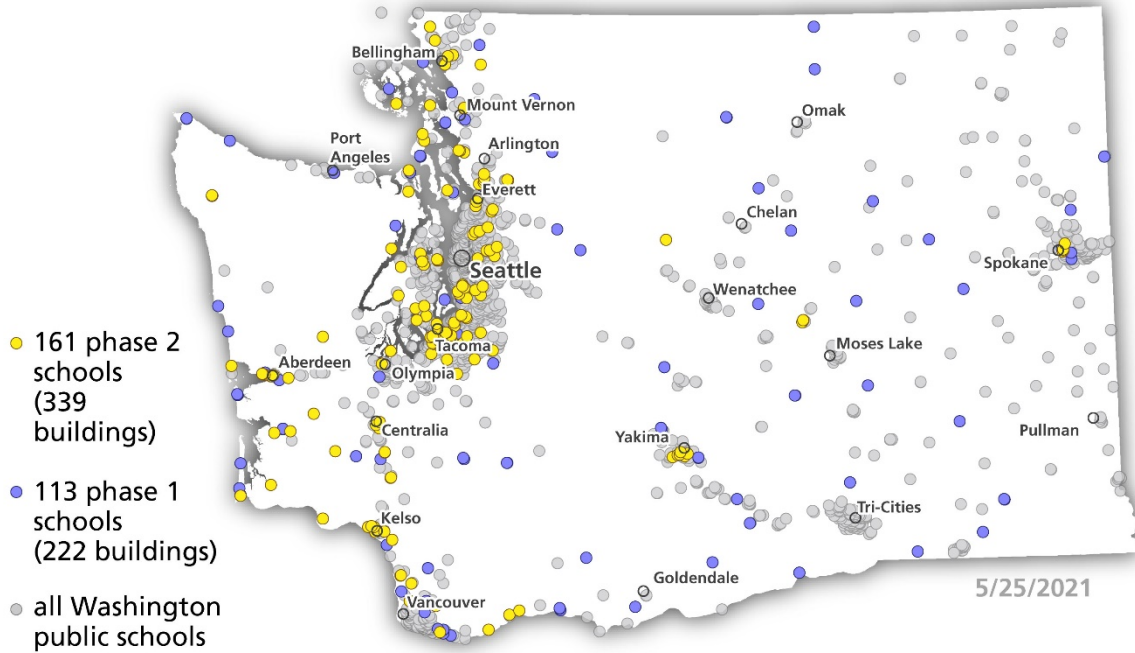 Bellingham
Mount Vernon
Omak
Port
Angeles
Arlington
Everett
Chelan
Seattle
Spokane
Wenatchee
161 phase 2
schools
(339
buildings)
Tacoma
Moses Lake
Aberdeen
Olympia
Centralia
Pullman
Yakima
113 phase 1
schools
(222 buildings)
Tri-Cities
Kelso
Goldendale
5/25/2021
Vancouver
all Washington
public schools